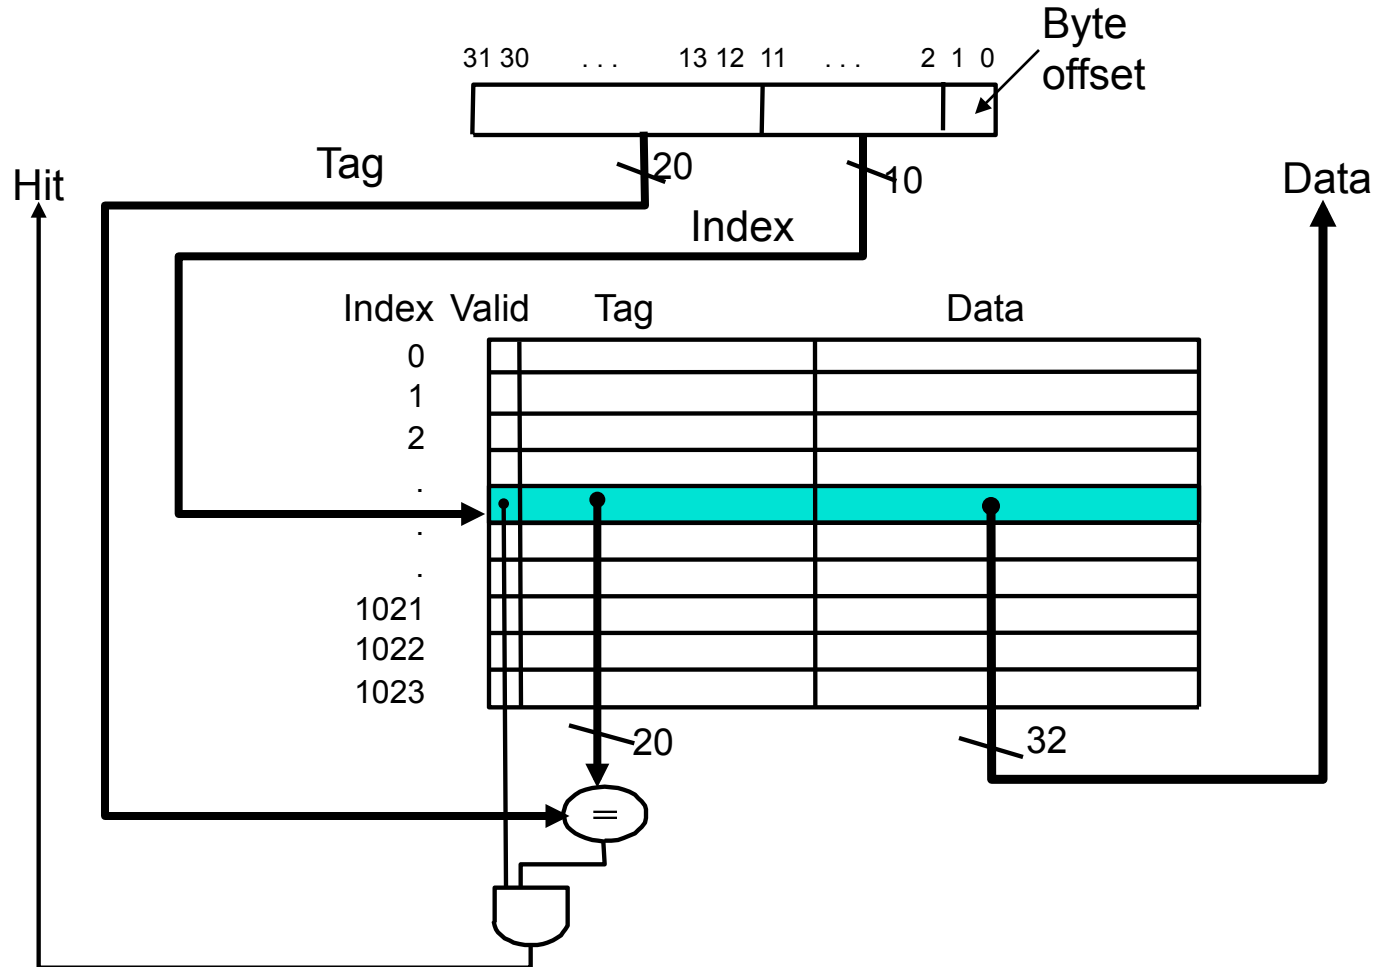 Byte
offset
31 30 . . . 13 12 11 . . . 2 1 0
Tag
20
10
Hit
Data
Index
Index Valid Tag Data
0
1
2
.
.
.
1021
1022
1023
20
32
=